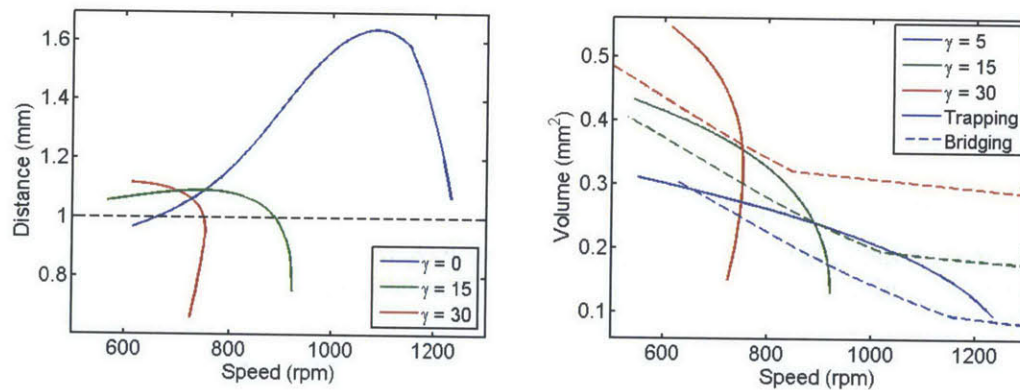 1.6
1.4
1.2
1
0.8
Distance (mm)
600 800 1000 1200
Speed (rpm)
γ = 0
γ = 15
γ = 30
0.5
0.4
0.3
0.2
0.1
Volume (mm²)
600 800 1000 1200
Speed (rpm)
γ = 5
γ = 15
γ = 30
Trapping
Bridging